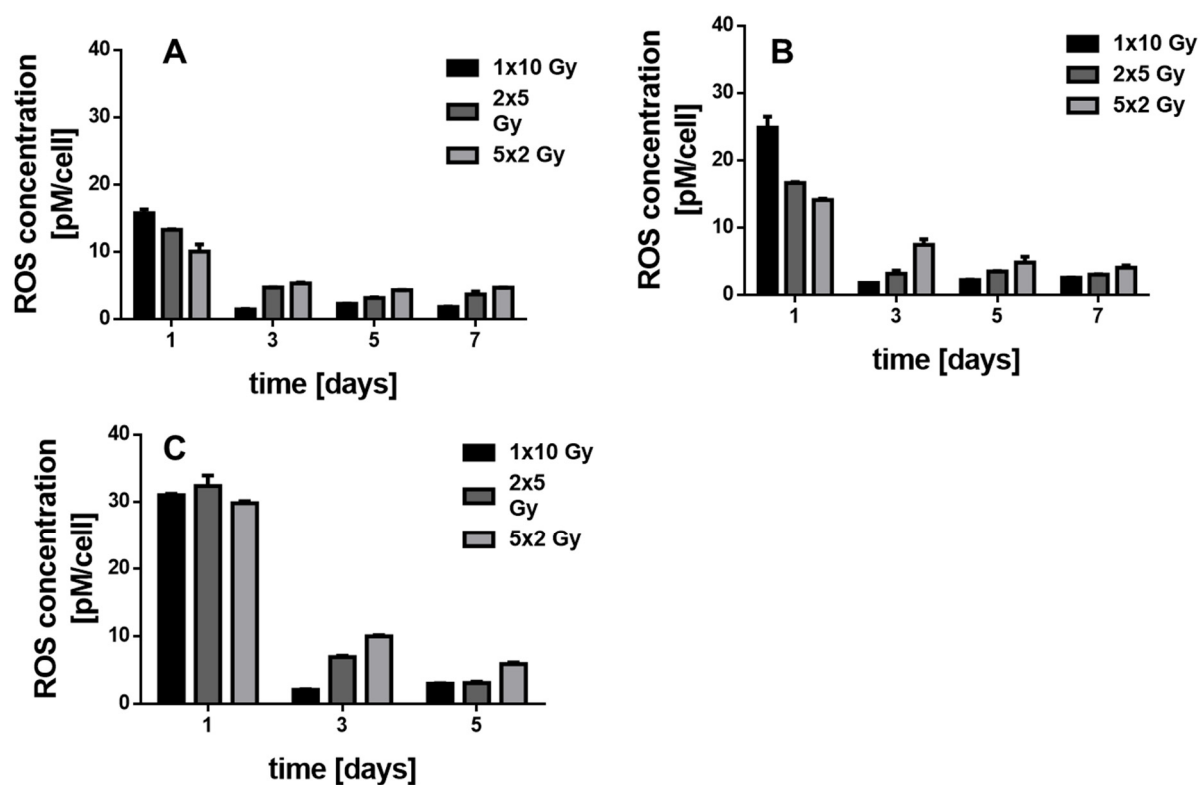 A
ROS concentration
[pM/cell]
40
30
20
10
0
1x10 Gy
2x5
Gy
5x2 Gy
1
3
5
7
time [days]
B
ROS concentration
[pM/cell]
40
30
20
10
0
1x10 Gy
2x5 Gy
5x2 Gy
1
3
5
7
time [days]
C
ROS concentration
[pM/cell]
40
30
20
10
0
1x10 Gy
2x5
Gy
5x2 Gy
1
3
5
time [days]